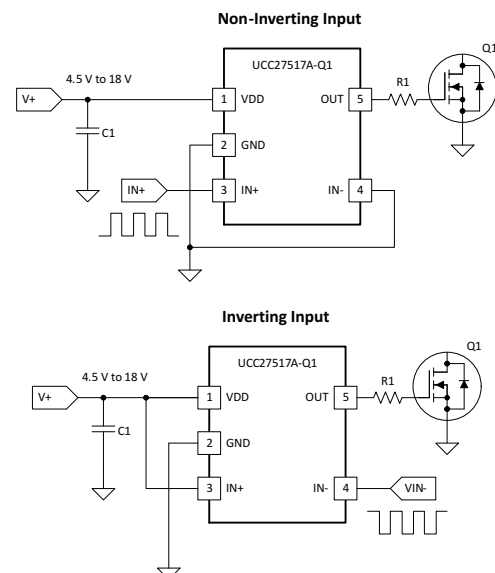 Non-Inverting Input
Q1
UCC27517A-Q1
4.5 V to 18 V
R1
V+
1 VDD
OUT 5
C1
2 GND
IN+
3 IN+
IN- 4
Inverting Input
Q1
UCC27517A-Q1
4.5 V to 18 V
R1
V+
1 VDD
OUT 5
C1
2 GND
3 IN+
IN- 4
VIN-